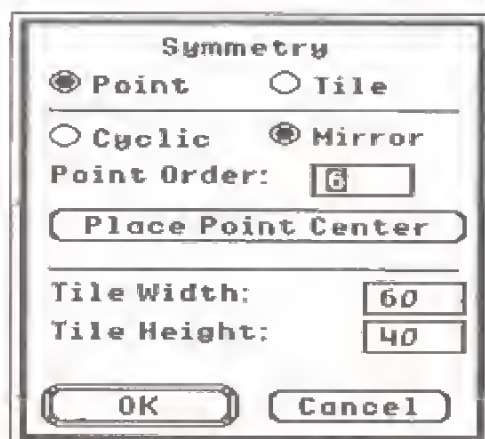 Symmetry
Point Tile
Cyclic Mirror
Point Order: 6
Place Point Center
Tile Width: 60
Tile Height: 40
OK Cancel